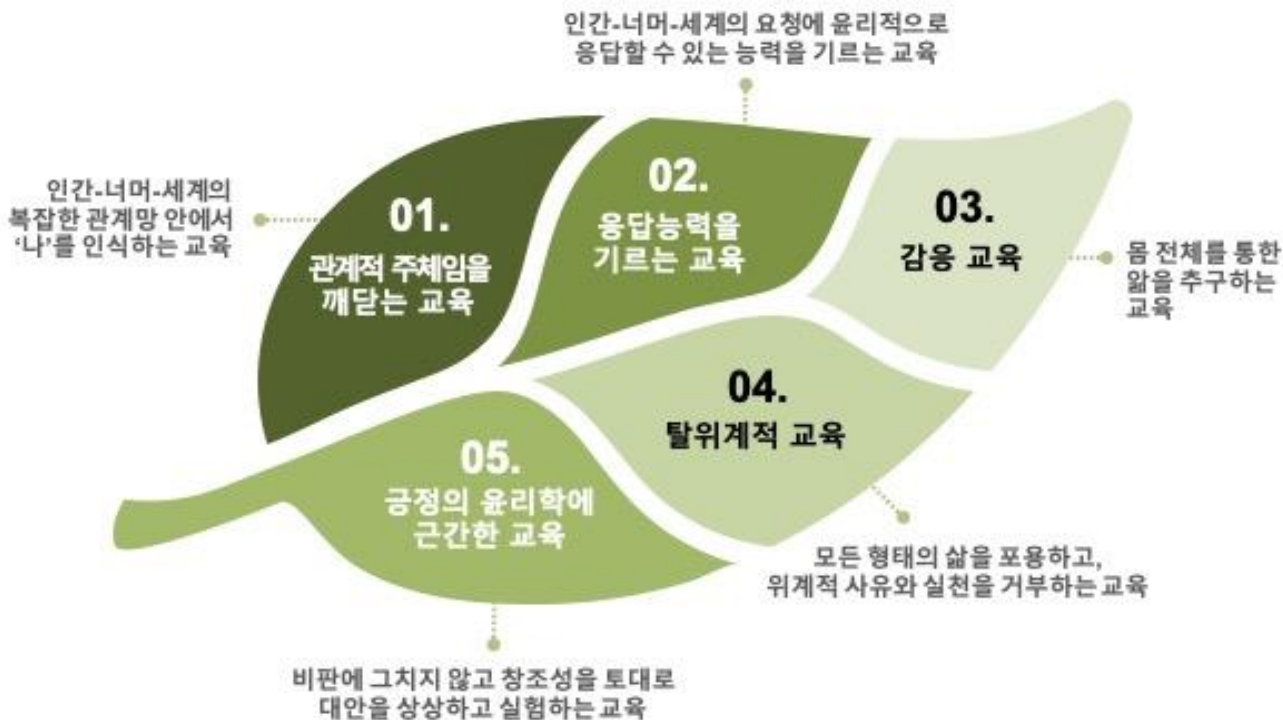 인간-너머-세계의 요청에 윤리적으로
응답할 수 있는 능력을 기르는 교육
인간-너머-세계의
복잡한 관계망 안에서
‘나’를 인식하는 교육
01.
관계적 주체임을
깨닫는 교육
02.
응답능력을
기르는 교육
03.
감응 교육
몸 전체를 통한
앎을 추구하는
교육
04.
탈위계적 교육
모든 형태의 삶을 포용하고,
위계적 사유와 실천을 거부하는 교육
05.
긍정의 윤리학에
근간한 교육
비판에 그치지 않고 창조성을 토대로
대안을 상상하고 실험하는 교육